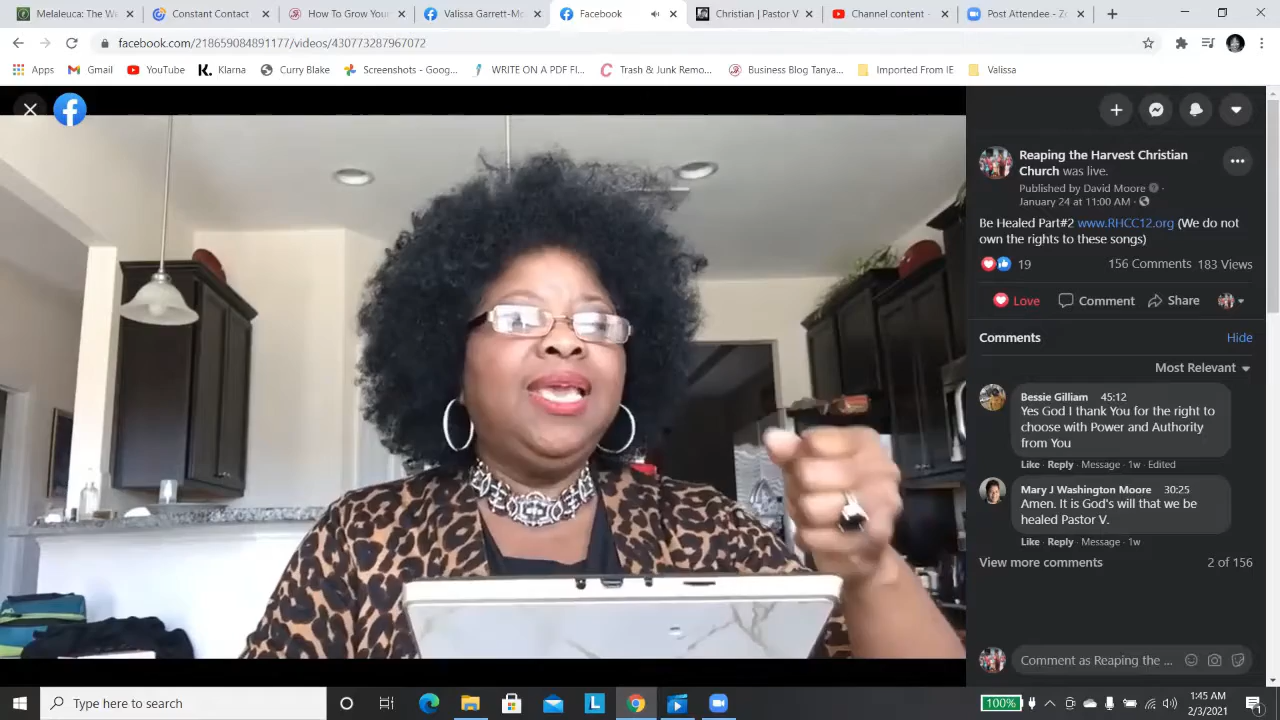 Melaleuca: The W
Constant Contact
How To Grow Your
Valissa Garrett-Mo
Facebook
Christian | Pastor V
Channel content -
Post Attendee - Zo
facebook.com/218659084891177/videos/430773287967072
Apps
Gmail
YouTube
Klarna
Curry Blake
Screenshots - Goog...
WRITE ON A PDF Fl...
Trash & Junk Remo...
Business Blog Tanya...
Imported From IE
Valissa
Reaping the Harvest Christian
Church was live.
Published by David Moore
January 24 at 11:00 AM
Be Healed Part#2 www.RHCC12.org (We do not
own the rights to these songs)
19
156 Comments 183 Views
Love
Comment
Share
Comments
Hide
Most Relevant
Bessie Gilliam 45:12
Yes God I thank You for the right to
choose with Power and Authority
from You
Like · Reply · Message · 1w · Edited
Mary J Washington Moore 30:25
Amen. It is God's will that we be
healed Pastor V.
Like · Reply · Message · 1w
View more comments
2 of 156
Comment as Reaping the ...
Type here to search
100%
1:45 AM
2/3/2021